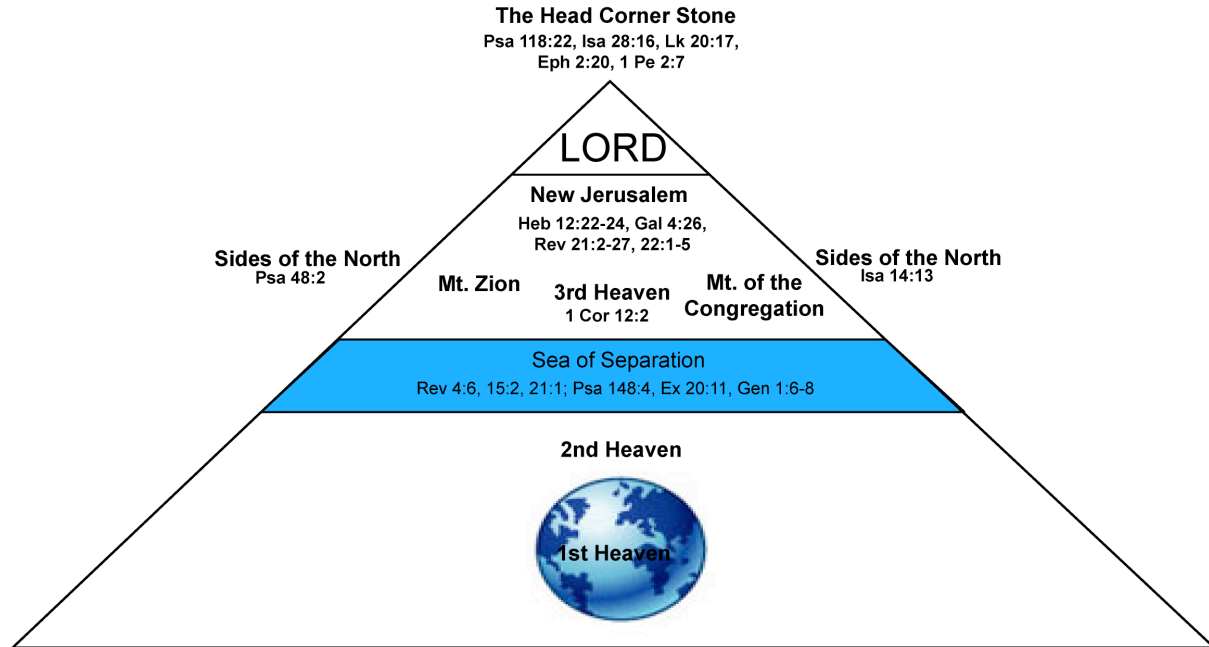 The Head Corner Stone
Psa 118:22, Isa 28:16, Lk 20:17,
Eph 2:20, 1 Pe 2:7
LORD
New Jerusalem
Heb 12:22-24, Gal 4:26,
Rev 21:2-27, 22:1-5
Sides of the North
Psa 48:2
Sides of the North
Isa 14:13
Mt. Zion
3rd Heaven
1 Cor 12:2
Mt. of the
Congregation
Sea of Separation
Rev 4:6, 15:2, 21:1; Psa 148:4, Ex 20:11, Gen 1:6-8
2nd Heaven
1st Heaven